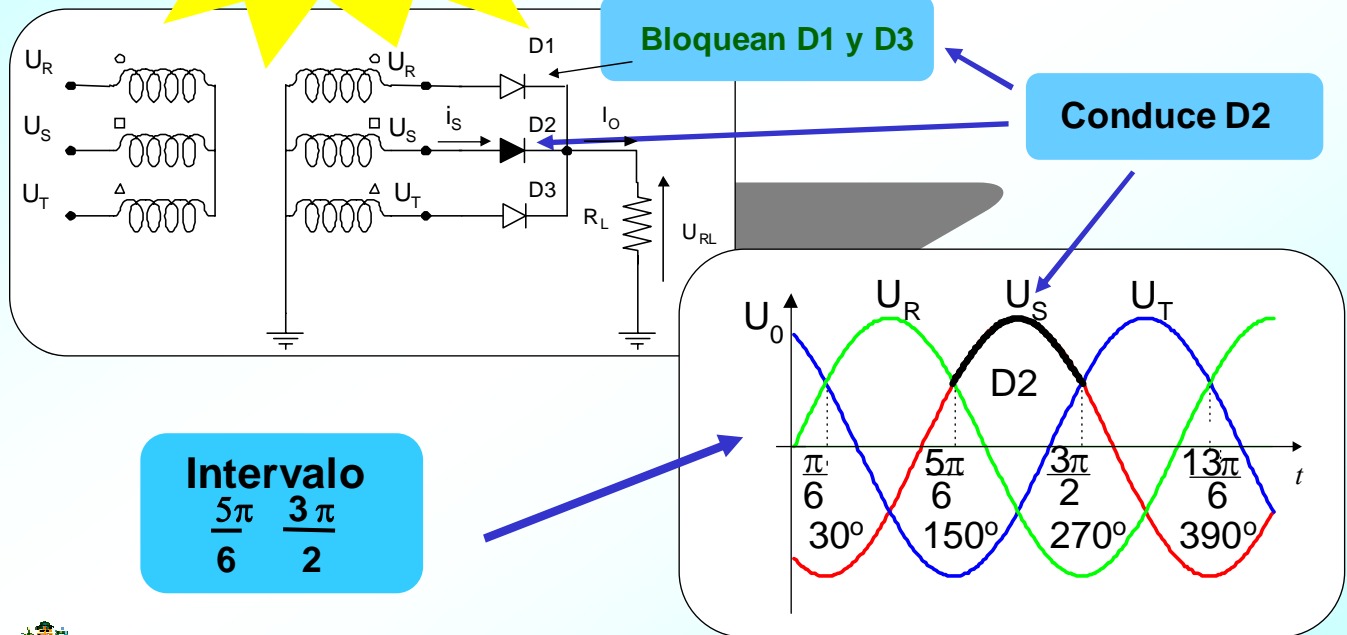 Bloquean D1 y D3
Conduce D2
U_R
U_S
U_T
U_R
U_S
U_T
i_S
I_O
D1
D2
D3
R_L
U_RL
U_0
U_R
U_S
U_T
D2
π/6
5π/6
3π/2
13π/6
t
30º
150º
270º
390º
Intervalo
5π/6 3π/2